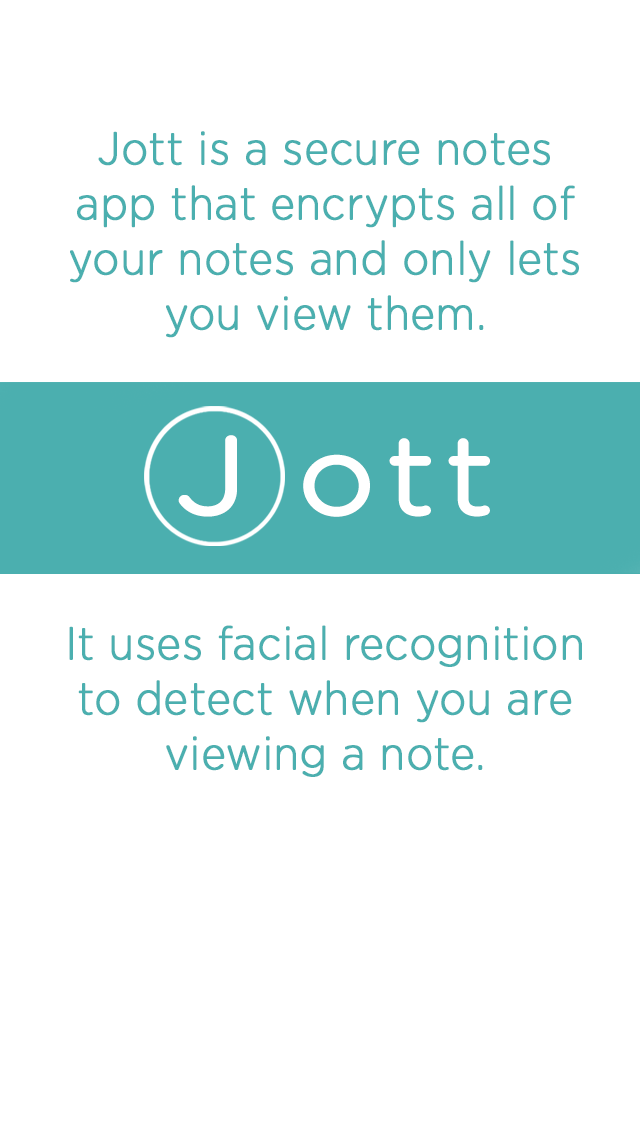 Jott is a secure notes
app that encrypts all of
your notes and only lets
you view them.
Jott
It uses facial recognition
to detect when you are
viewing a note.